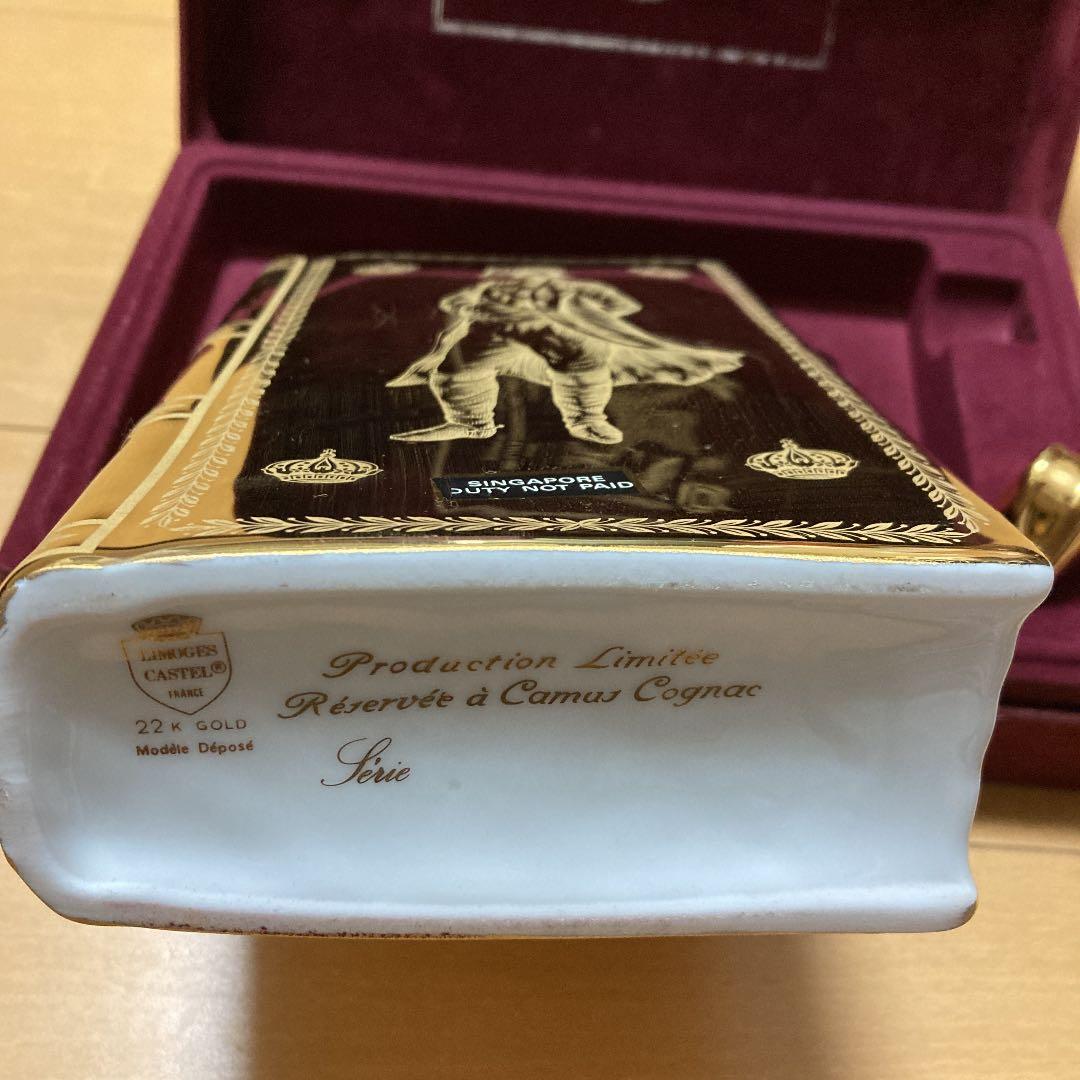 SINGAPORE
DUTY NOT PAID
LIMOGES
CASTEL®
FRANCE
22 K GOLD
Modèle Déposé
Production Limitée
Réservée à Camus Cognac
Série